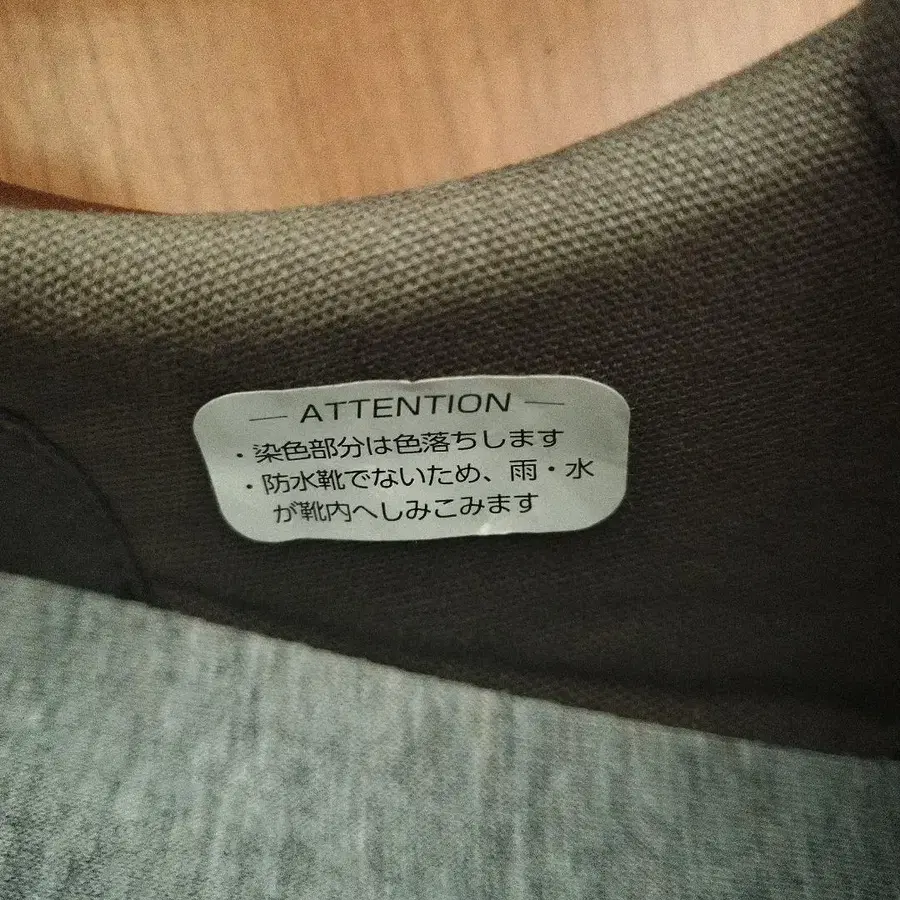 — ATTENTION —
・染色部分は色落ちします
・防水靴でないため、雨・水
が靴内へしみこみます